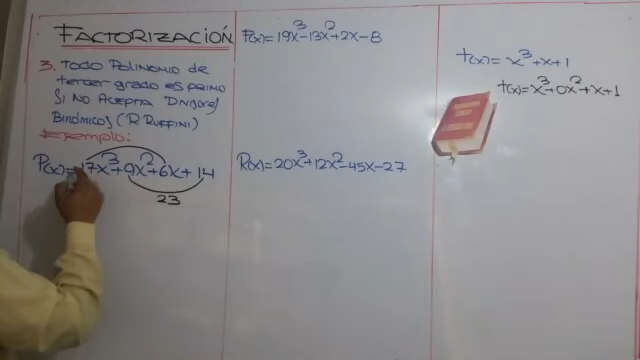 FACTORIZACIÓN
3. TODO POLINOMIO DE
tercer grado es PRIMO
Si NO ACEPTA Divisores
BinómiCOS (R RUFFINI)
Ejemplo:
P(x)=17x³+9x²+6x+14
23
P(x)=19x³-13x²+2x-8
R(x)=20x³+12x²-45x-27
t(x)=x³+x+1
t(x)=x³+0x²+x+1